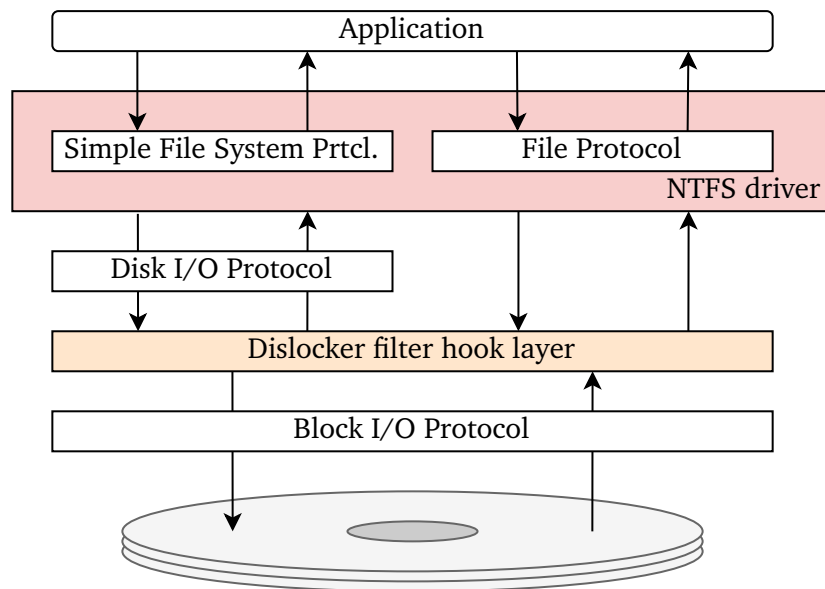 Application
Simple File System Prtcl.
File Protocol
NTFS driver
Disk I/O Protocol
Dislocker filter hook layer
Block I/O Protocol